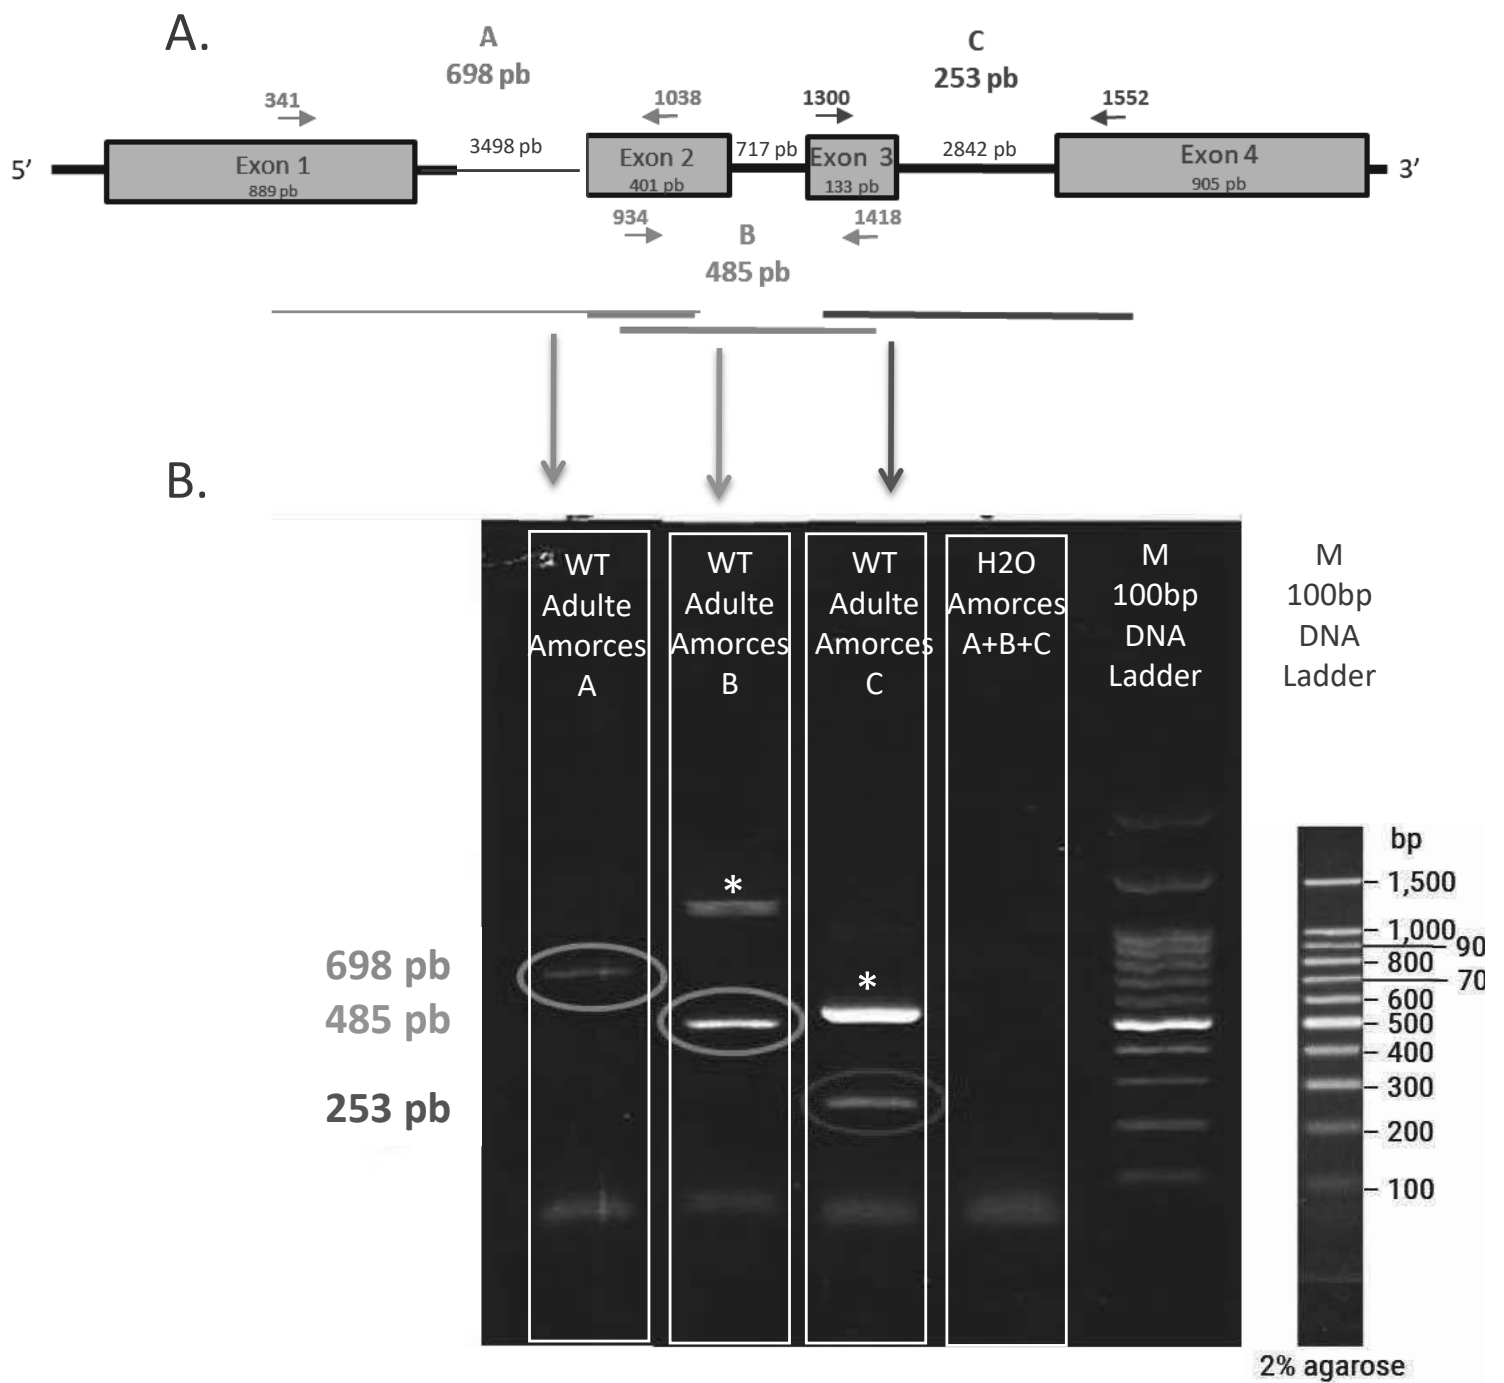 A.
A
698 pb
C
253 pb
341
1038
1300
1552
5’
Exon 1
889 pb
3498 pb
Exon 2
401 pb
717 pb
Exon 3
133 pb
2842 pb
Exon 4
905 pb
3’
934
1418
B
485 pb
B.
WT
Adulte
Amorces
A
WT
Adulte
Amorces
B
WT
Adulte
Amorces
C
H2O
Amorces
A+B+C
M
100bp
DNA
Ladder
M
100bp
DNA
Ladder
*
*
698 pb
485 pb
253 pb
bp
1,500
1,000
90
800
70
600
500
400
300
200
100
2% agarose